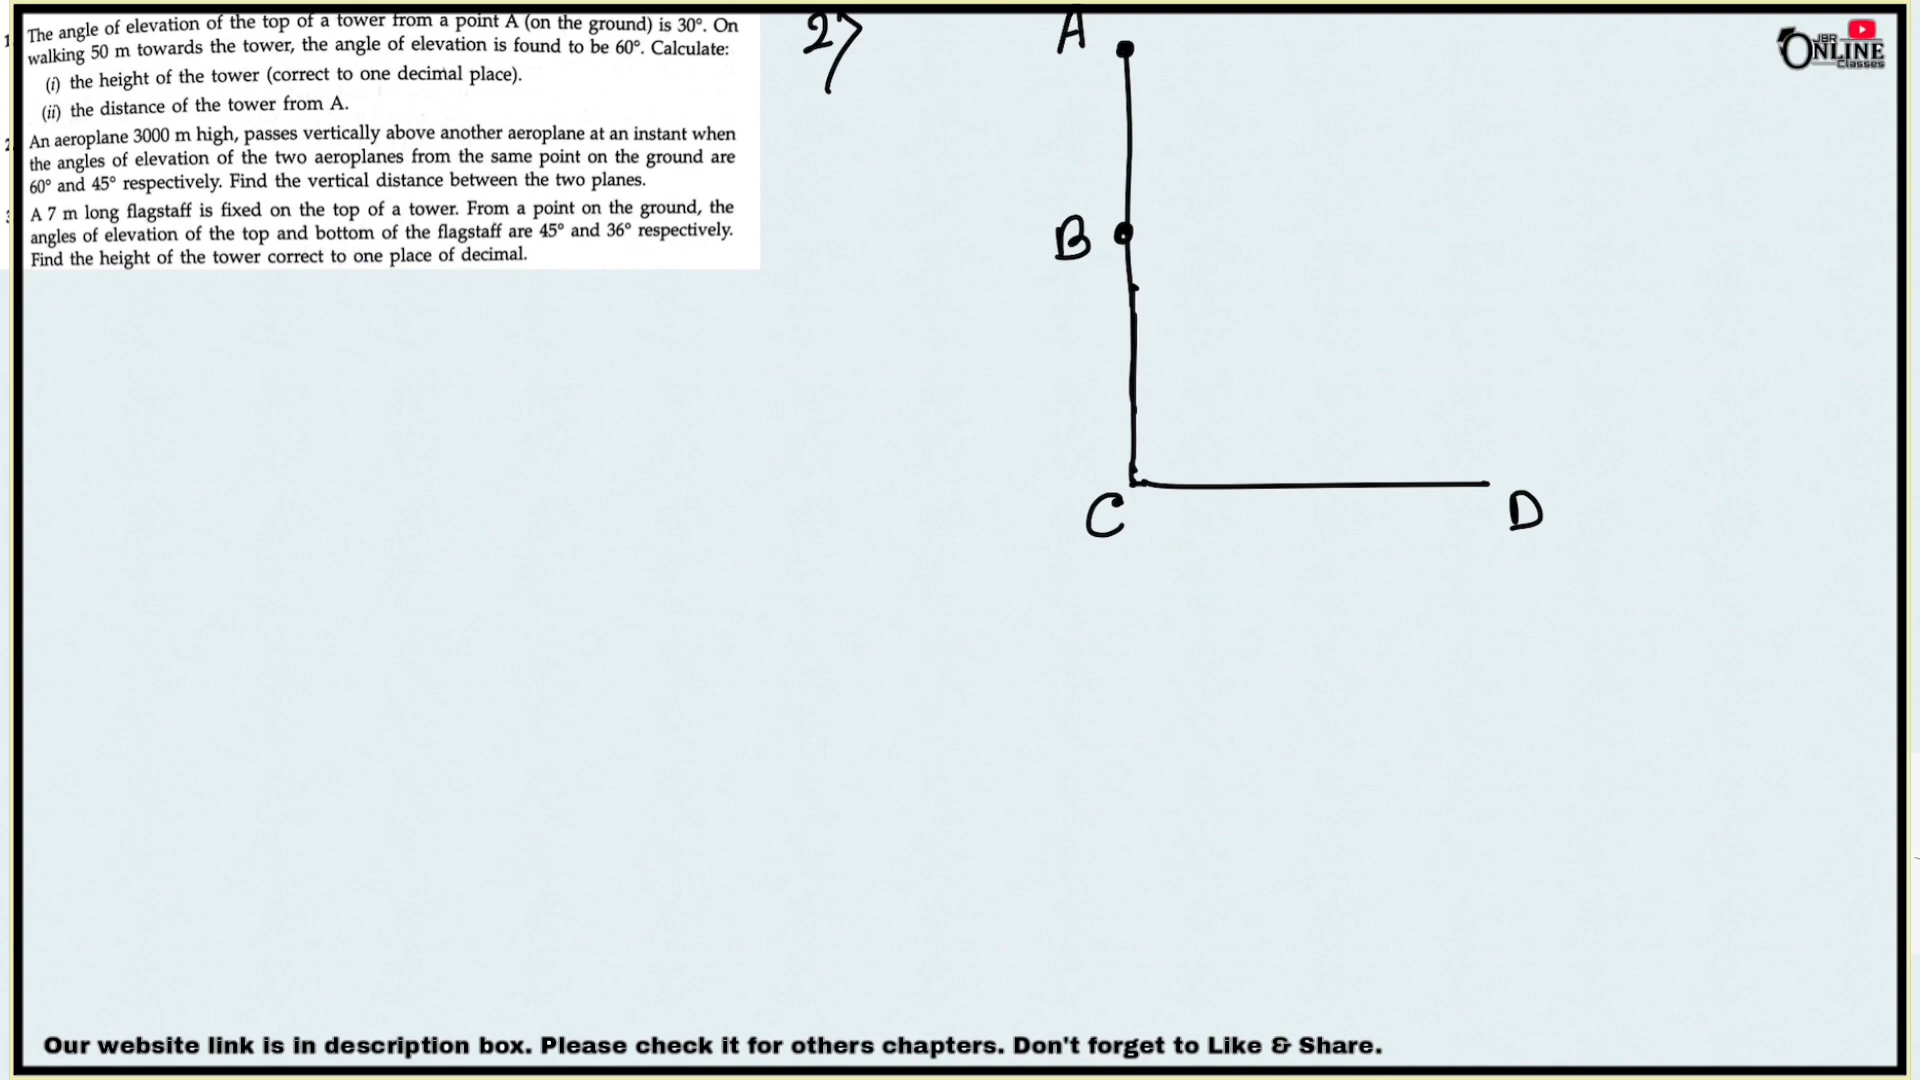 1
The angle of elevation of the top of a tower from a point A (on the ground) is 30°. On
walking 50 m towards the tower, the angle of elevation is found to be 60°. Calculate:
(i) the height of the tower (correct to one decimal place).
(ii) the distance of the tower from A.
2
An aeroplane 3000 m high, passes vertically above another aeroplane at an instant when
the angles of elevation of the two aeroplanes from the same point on the ground are
60° and 45° respectively. Find the vertical distance between the two planes.
3
A 7 m long flagstaff is fixed on the top of a tower. From a point on the ground, the
angles of elevation of the top and bottom of the flagstaff are 45° and 36° respectively.
Find the height of the tower correct to one place of decimal.
2)
A
B
C
D
JBR
ONLINE
Classes
Our website link is in description box. Please check it for others chapters. Don't forget to Like & Share.